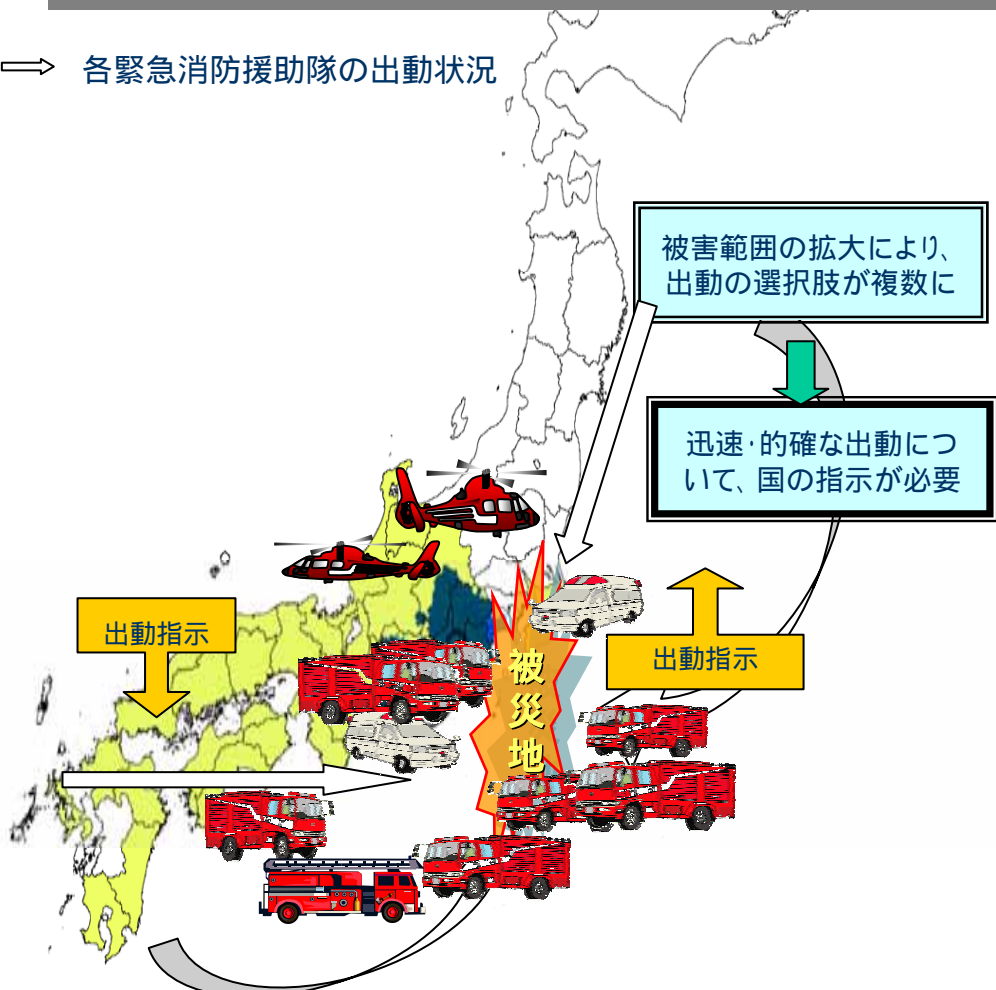 各緊急消防援助隊の出動状況
被害範囲の拡大により、
出動の選択肢が複数に
迅速・的確な出動につ
いて、国の指示が必要
出動指示
出動指示
被災地